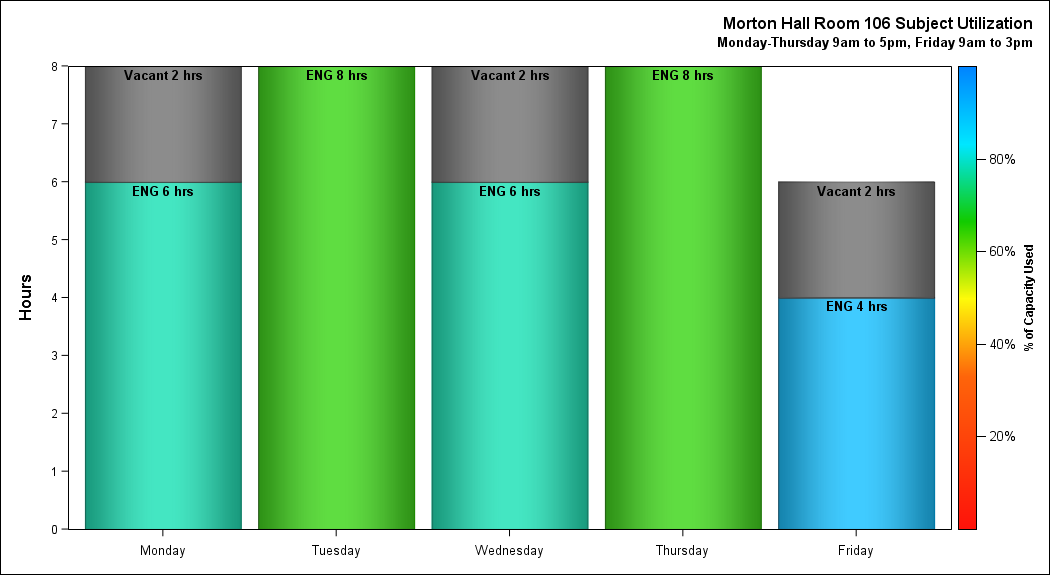 Morton Hall Room 106 Subject Utilization
Monday-Thursday 9am to 5pm, Friday 9am to 3pm
Hours
8
7
6
5
4
3
2
1
0
Vacant 2 hrs
ENG 6 hrs
ENG 8 hrs
Vacant 2 hrs
ENG 6 hrs
ENG 8 hrs
Vacant 2 hrs
ENG 4 hrs
Monday
Tuesday
Wednesday
Thursday
Friday
80%
60%
40%
20%
% of Capacity Used